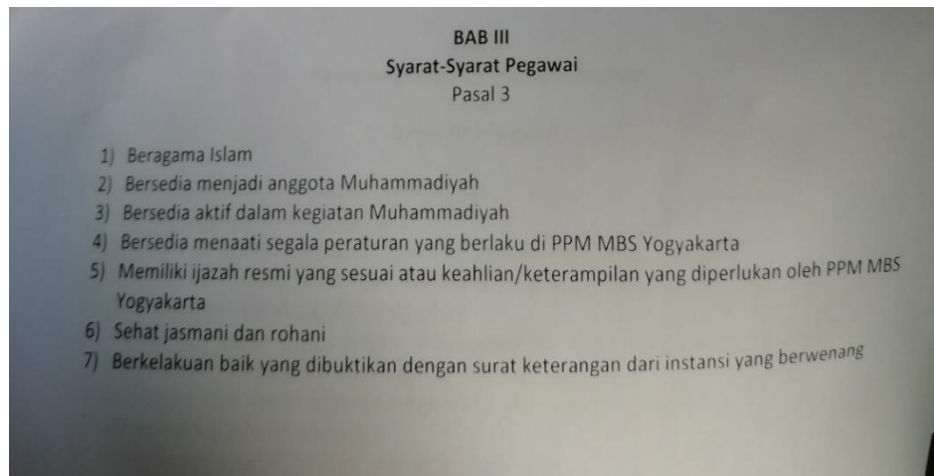 BAB III
Syarat-Syarat Pegawai
Pasal 3
1) Beragama Islam
2) Bersedia menjadi anggota Muhammadiyah
3) Bersedia aktif dalam kegiatan Muhammadiyah
4) Bersedia menaati segala peraturan yang berlaku di PPM MBS Yogyakarta
5) Memiliki ijazah resmi yang sesuai atau keahlian/keterampilan yang diperlukan oleh PPM MBS
Yogyakarta
6) Sehat jasmani dan rohani
7) Berkelakuan baik yang dibuktikan dengan surat keterangan dari instansi yang berwenang